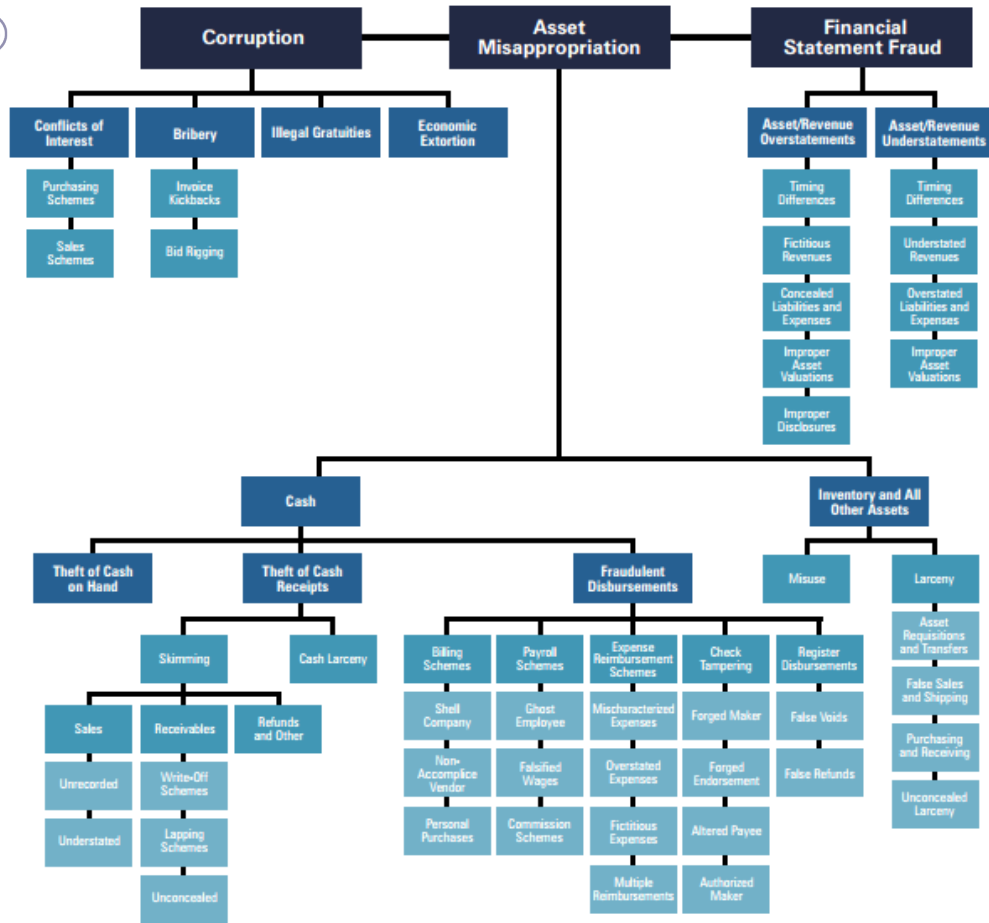 Corruption
Asset
Misappropriation
Financial
Statement Fraud
Conflicts of
Interest
Bribery
Illegal Gratuities
Economic
Extortion
Asset/Revenue
Overstatements
Asset/Revenue
Understatements
Purchasing
Schemes
Invoice
Kickbacks
Timing
Differences
Timing
Differences
Sales
Schemes
Bid Rigging
Fictitious
Revenues
Understated
Revenues
Concealed
Liabilities and
Expenses
Overstated
Liabilities and
Expenses
Improper
Asset
Valuations
Improper
Asset
Valuations
Improper
Disclosures
Cash
Inventory and All
Other Assets
Theft of Cash
on Hand
Theft of Cash
Receipts
Fraudulent
Disbursements
Misuse
Larceny
Skimming
Cash Larceny
Billing
Schemes
Payroll
Schemes
Expense
Reimbursement
Schemes
Check
Tampering
Register
Disbursements
Asset
Requisitions
and Transfers
Sales
Receivables
Refunds
and Other
Shell
Company
Ghost
Employee
Mischaracterized
Expenses
Forged Maker
False Voids
False Sales
and Shipping
Unrecorded
Write-Off
Schemes
Non-
Accomplice
Vendor
Falsified
Wages
Overstated
Expenses
Forged
Endorsement
False Refunds
Purchasing
and Receiving
Understated
Lapping
Schemes
Personal
Purchases
Commission
Schemes
Fictitious
Expenses
Altered Payee
Unconcealed
Larceny
Unconcealed
Multiple
Reimbursements
Authorized
Maker